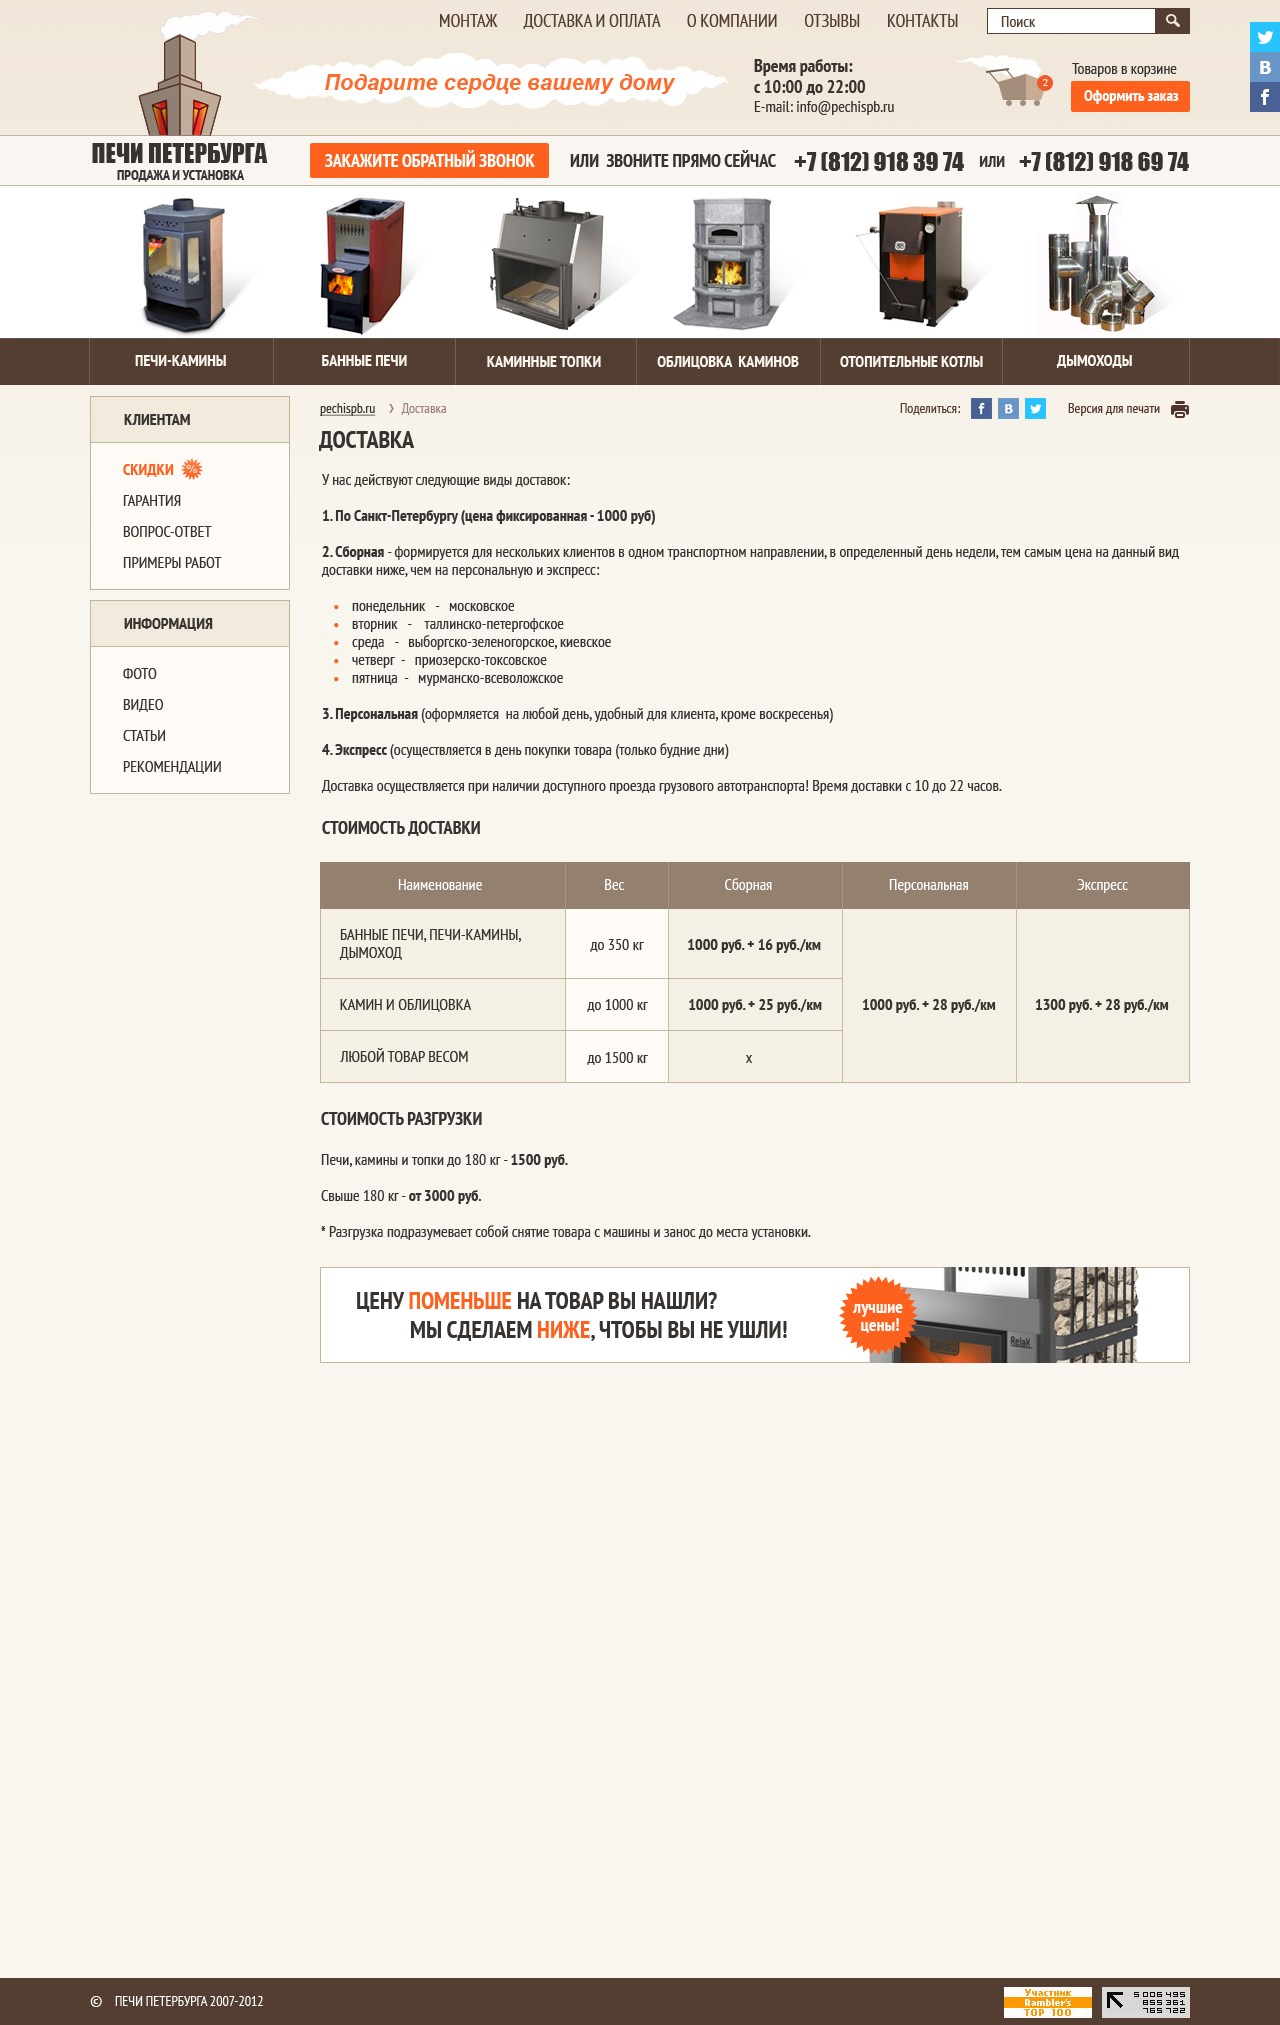 МОНТАЖ ДОСТАВКА И ОПЛАТА О КОМПАНИИ ОТЗЫВЫ КОНТАКТЫ Поиск
Подарите сердце вашему дому
Время работы:
с 10:00 до 22:00
E-mail: info@pechispb.ru
Товаров в корзине
2
Оформить заказ
ПЕЧИ ПЕТЕРБУРГА
ПРОДАЖА И УСТАНОВКА
ЗАКАЖИТЕ ОБРАТНЫЙ ЗВОНОК ИЛИ ЗВОНИТЕ ПРЯМО СЕЙЧАС +7 (812) 918 39 74 ИЛИ +7 (812) 918 69 74
ПЕЧИ-КАМИНЫ БАННЫЕ ПЕЧИ КАМИННЫЕ ТОПКИ ОБЛИЦОВКА КАМИНОВ ОТОПИТЕЛЬНЫЕ КОТЛЫ ДЫМОХОДЫ
КЛИЕНТАМ
СКИДКИ %
ГАРАНТИЯ
ВОПРОС-ОТВЕТ
ПРИМЕРЫ РАБОТ
ИНФОРМАЦИЯ
ФОТО
ВИДЕО
СТАТЬИ
РЕКОМЕНДАЦИИ
pechispb.ru Доставка
Поделиться: Версия для печати
ДОСТАВКА
У нас действуют следующие виды доставок:
1. По Санкт-Петербургу (цена фиксированная - 1000 руб)
2. Сборная - формируется для нескольких клиентов в одном транспортном направлении, в определенный день недели, тем самым цена на данный вид
доставки ниже, чем на персональную и экспресс:
понедельник - московское
вторник - таллинско-петергофское
среда - выборгско-зеленогорское, киевское
четверг - приозерско-токсовское
пятница - мурманско-всеволожское
3. Персональная (оформляется на любой день, удобный для клиента, кроме воскресенья)
4. Экспресс (осуществляется в день покупки товара (только будние дни)
Доставка осуществляется при наличии доступного проезда грузового автотранспорта! Время доставки с 10 до 22 часов.
СТОИМОСТЬ ДОСТАВКИ
Наименование Вес Сборная Персональная Экспресс
БАННЫЕ ПЕЧИ, ПЕЧИ-КАМИНЫ,
ДЫМОХОД
до 350 кг 1000 руб. + 16 руб./км
КАМИН И ОБЛИЦОВКА до 1000 кг 1000 руб. + 25 руб./км 1000 руб. + 28 руб./км 1300 руб. + 28 руб./км
ЛЮБОЙ ТОВАР ВЕСОМ до 1500 кг х
СТОИМОСТЬ РАЗГРУЗКИ
Печи, камины и топки до 180 кг - 1500 руб.
Свыше 180 кг - от 3000 руб.
* Разгрузка подразумевает собой снятие товара с машины и занос до места установки.
ЦЕНУ ПОМЕНЬШЕ НА ТОВАР ВЫ НАШЛИ?
МЫ СДЕЛАЕМ НИЖЕ, ЧТОБЫ ВЫ НЕ УШЛИ!
лучшие
цены!
RelaX
© ПЕЧИ ПЕТЕРБУРГА 2007-2012
Участник
Rambler's
TOP 100
5 006 495
855 361
765 722